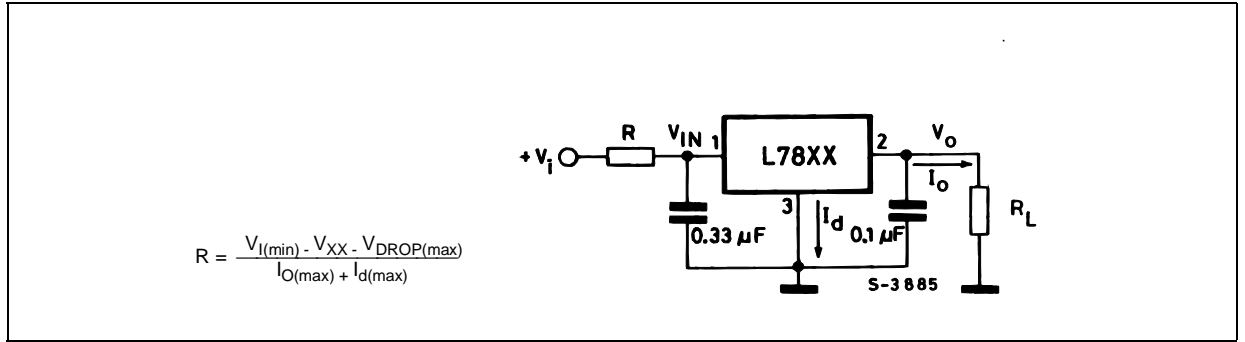 R
V_IN
1
L78XX
2
V_o
+ V_i
I_o
3
I_d
R_L
0.33 µF
0.1 µF
R = V_I(min) - V_XX - V_DROP(max)
I_O(max) + I_d(max)
S-3885